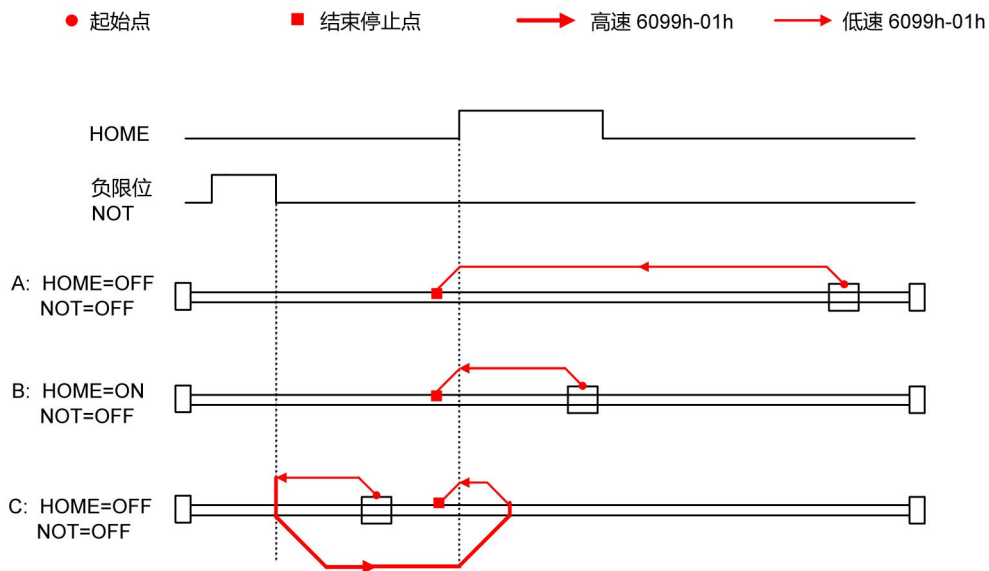 起始点 结束停止点 高速 6099h-01h 低速 6099h-01h
HOME
负限位
NOT
A: HOME=OFF
NOT=OFF
B: HOME=ON
NOT=OFF
C: HOME=OFF
NOT=OFF